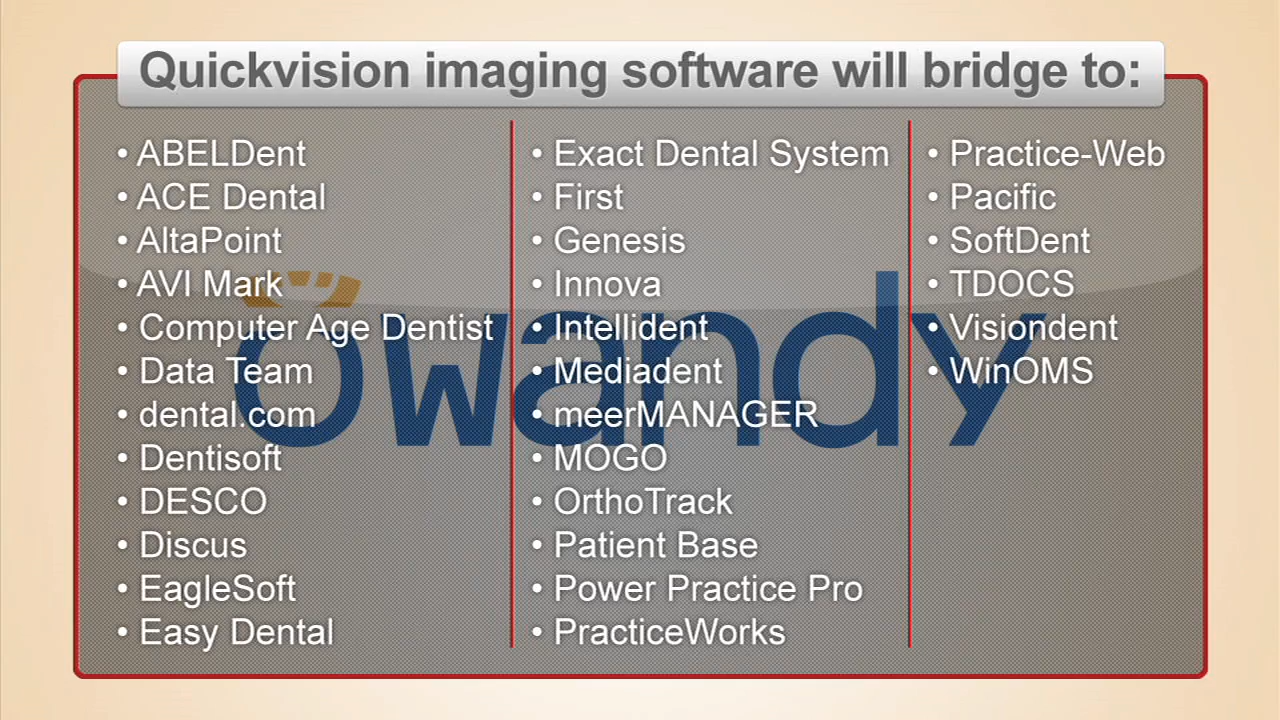 Quickvision imaging software will bridge to:
• ABELDent
• ACE Dental
• AltaPoint
• AVI Mark
• Computer Age Dentist
• Data Team
• dental.com
• Dentisoft
• DESCO
• Discus
• EagleSoft
• Easy Dental
• Exact Dental System
• First
• Genesis
• Innova
• Intellident
• Mediadent
• meerMANAGER
• MOGO
• OrthoTrack
• Patient Base
• Power Practice Pro
• PracticeWorks
• Practice-Web
• Pacific
• SoftDent
• TDOCS
• Visiondent
• WinOMS
owandy